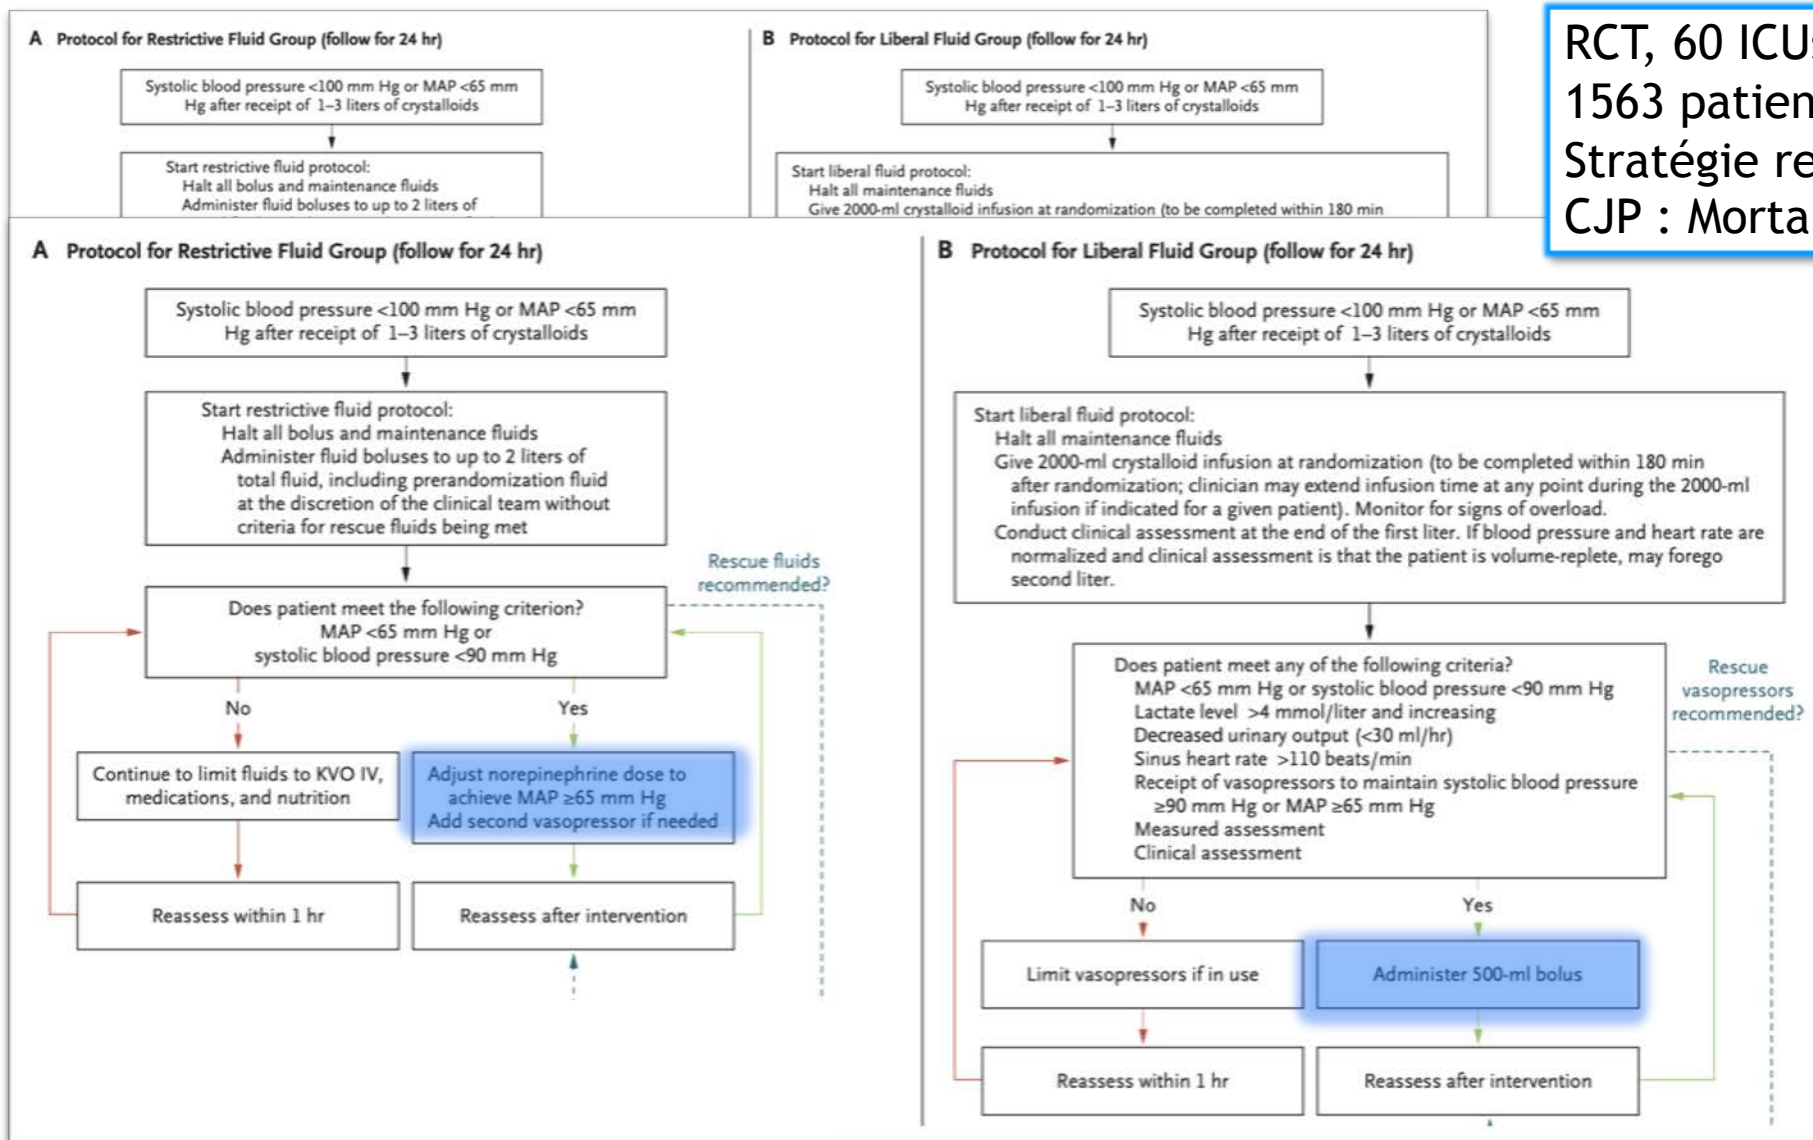 A Protocol for Restrictive Fluid Group (follow for 24 hr)
Systolic blood pressure <100 mm Hg or MAP <65 mm
Hg after receipt of 1–3 liters of crystalloids
Start restrictive fluid protocol:
Halt all bolus and maintenance fluids
Administer fluid boluses to up to 2 liters of
B Protocol for Liberal Fluid Group (follow for 24 hr)
Systolic blood pressure <100 mm Hg or MAP <65 mm
Hg after receipt of 1–3 liters of crystalloids
Start liberal fluid protocol:
Halt all maintenance fluids
Give 2000-ml crystalloid infusion at randomization (to be completed within 180 min
RCT, 60 ICU
1563 patien
Stratégie re
CJP : Morta
A Protocol for Restrictive Fluid Group (follow for 24 hr)
Systolic blood pressure <100 mm Hg or MAP <65 mm
Hg after receipt of 1–3 liters of crystalloids
Start restrictive fluid protocol:
Halt all bolus and maintenance fluids
Administer fluid boluses to up to 2 liters of
total fluid, including prerandomization fluid
at the discretion of the clinical team without
criteria for rescue fluids being met
Rescue fluids
recommended?
Does patient meet the following criterion?
MAP <65 mm Hg or
systolic blood pressure <90 mm Hg
No
Yes
Continue to limit fluids to KVO IV,
medications, and nutrition
Adjust norepinephrine dose to
achieve MAP ≥65 mm Hg
Add second vasopressor if needed
Reassess within 1 hr
Reassess after intervention
B Protocol for Liberal Fluid Group (follow for 24 hr)
Systolic blood pressure <100 mm Hg or MAP <65 mm
Hg after receipt of 1–3 liters of crystalloids
Start liberal fluid protocol:
Halt all maintenance fluids
Give 2000-ml crystalloid infusion at randomization (to be completed within 180 min
after randomization; clinician may extend infusion time at any point during the 2000-ml
infusion if indicated for a given patient). Monitor for signs of overload.
Conduct clinical assessment at the end of the first liter. If blood pressure and heart rate are
normalized and clinical assessment is that the patient is volume-replete, may forego
second liter.
Does patient meet any of the following criteria?
MAP <65 mm Hg or systolic blood pressure <90 mm Hg
Lactate level >4 mmol/liter and increasing
Decreased urinary output (<30 ml/hr)
Sinus heart rate >110 beats/min
Receipt of vasopressors to maintain systolic blood pressure
≥90 mm Hg or MAP ≥65 mm Hg
Measured assessment
Clinical assessment
Rescue
vasopressors
recommended?
No
Yes
Limit vasopressors if in use
Administer 500-ml bolus
Reassess within 1 hr
Reassess after intervention